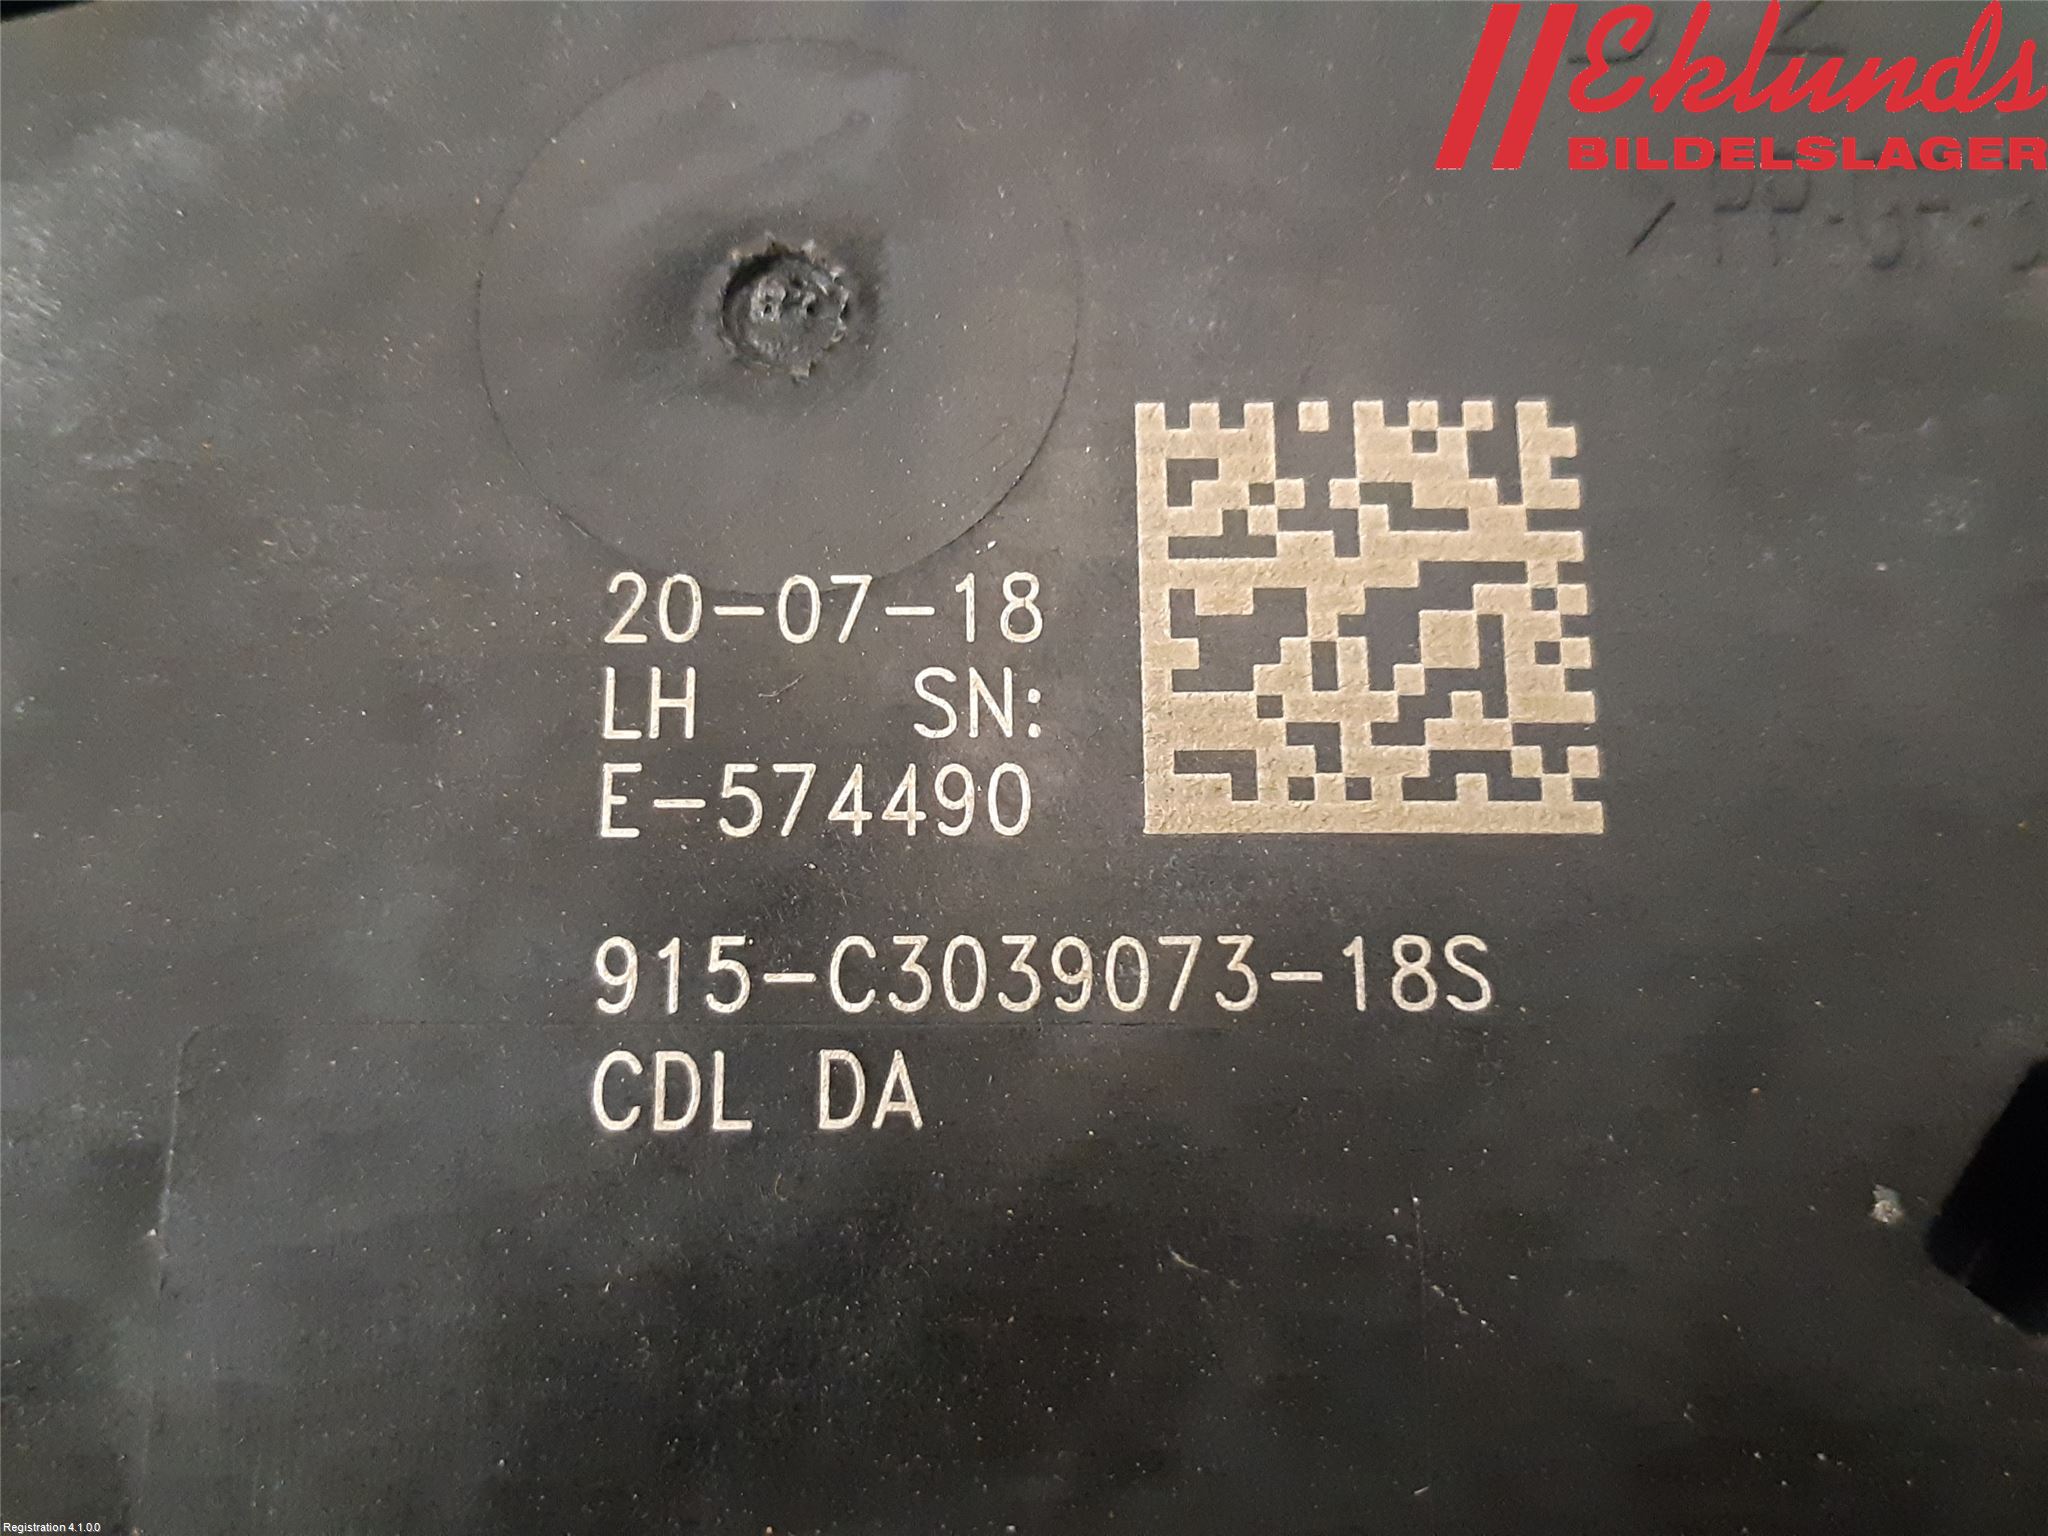 Eklunds
BILDELSLAGER
20-07-18
LH SN:
E-574490
915-C3039073-18S
CDL DA
Registration 4.1.0.0